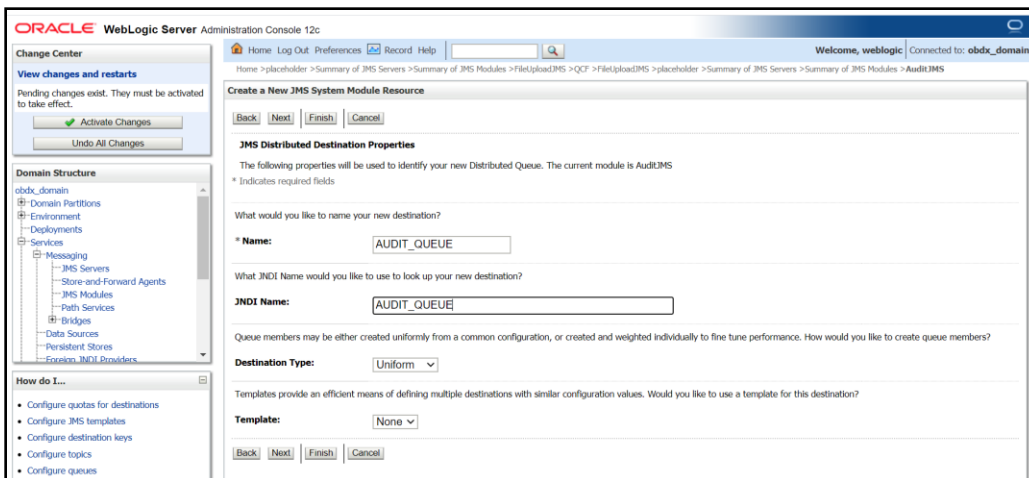 ORACLE WebLogic Server Administration Console 12c
Change Center
View changes and restarts
Pending changes exist. They must be activated
to take effect.
Activate Changes
Undo All Changes
Domain Structure
obdx_domain
Domain Partitions
Environment
Deployments
Services
Messaging
JMS Servers
Store-and-Forward Agents
JMS Modules
Path Services
Bridges
Data Sources
Persistent Stores
Foreign JNDI Providers
How do I...
Configure quotas for destinations
Configure JMS templates
Configure destination keys
Configure topics
Configure queues
Home Log Out Preferences Record Help
Welcome, weblogic Connected to: obdx_domain
Home >placeholder >Summary of JMS Servers >Summary of JMS Modules >FileUploadJMS >QCF >FileUploadJMS >placeholder >Summary of JMS Servers >Summary of JMS Modules >AuditJMS
Create a New JMS System Module Resource
Back Next Finish Cancel
JMS Distributed Destination Properties
The following properties will be used to identify your new Distributed Queue. The current module is AuditJMS
* Indicates required fields
What would you like to name your new destination?
* Name: AUDIT_QUEUE
What JNDI Name would you like to use to look up your new destination?
JNDI Name: AUDIT_QUEUE
Queue members may be either created uniformly from a common configuration, or created and weighted individually to fine tune performance. How would you like to create queue members?
Destination Type: Uniform
Templates provide an efficient means of defining multiple destinations with similar configuration values. Would you like to use a template for this destination?
Template: None
Back Next Finish Cancel